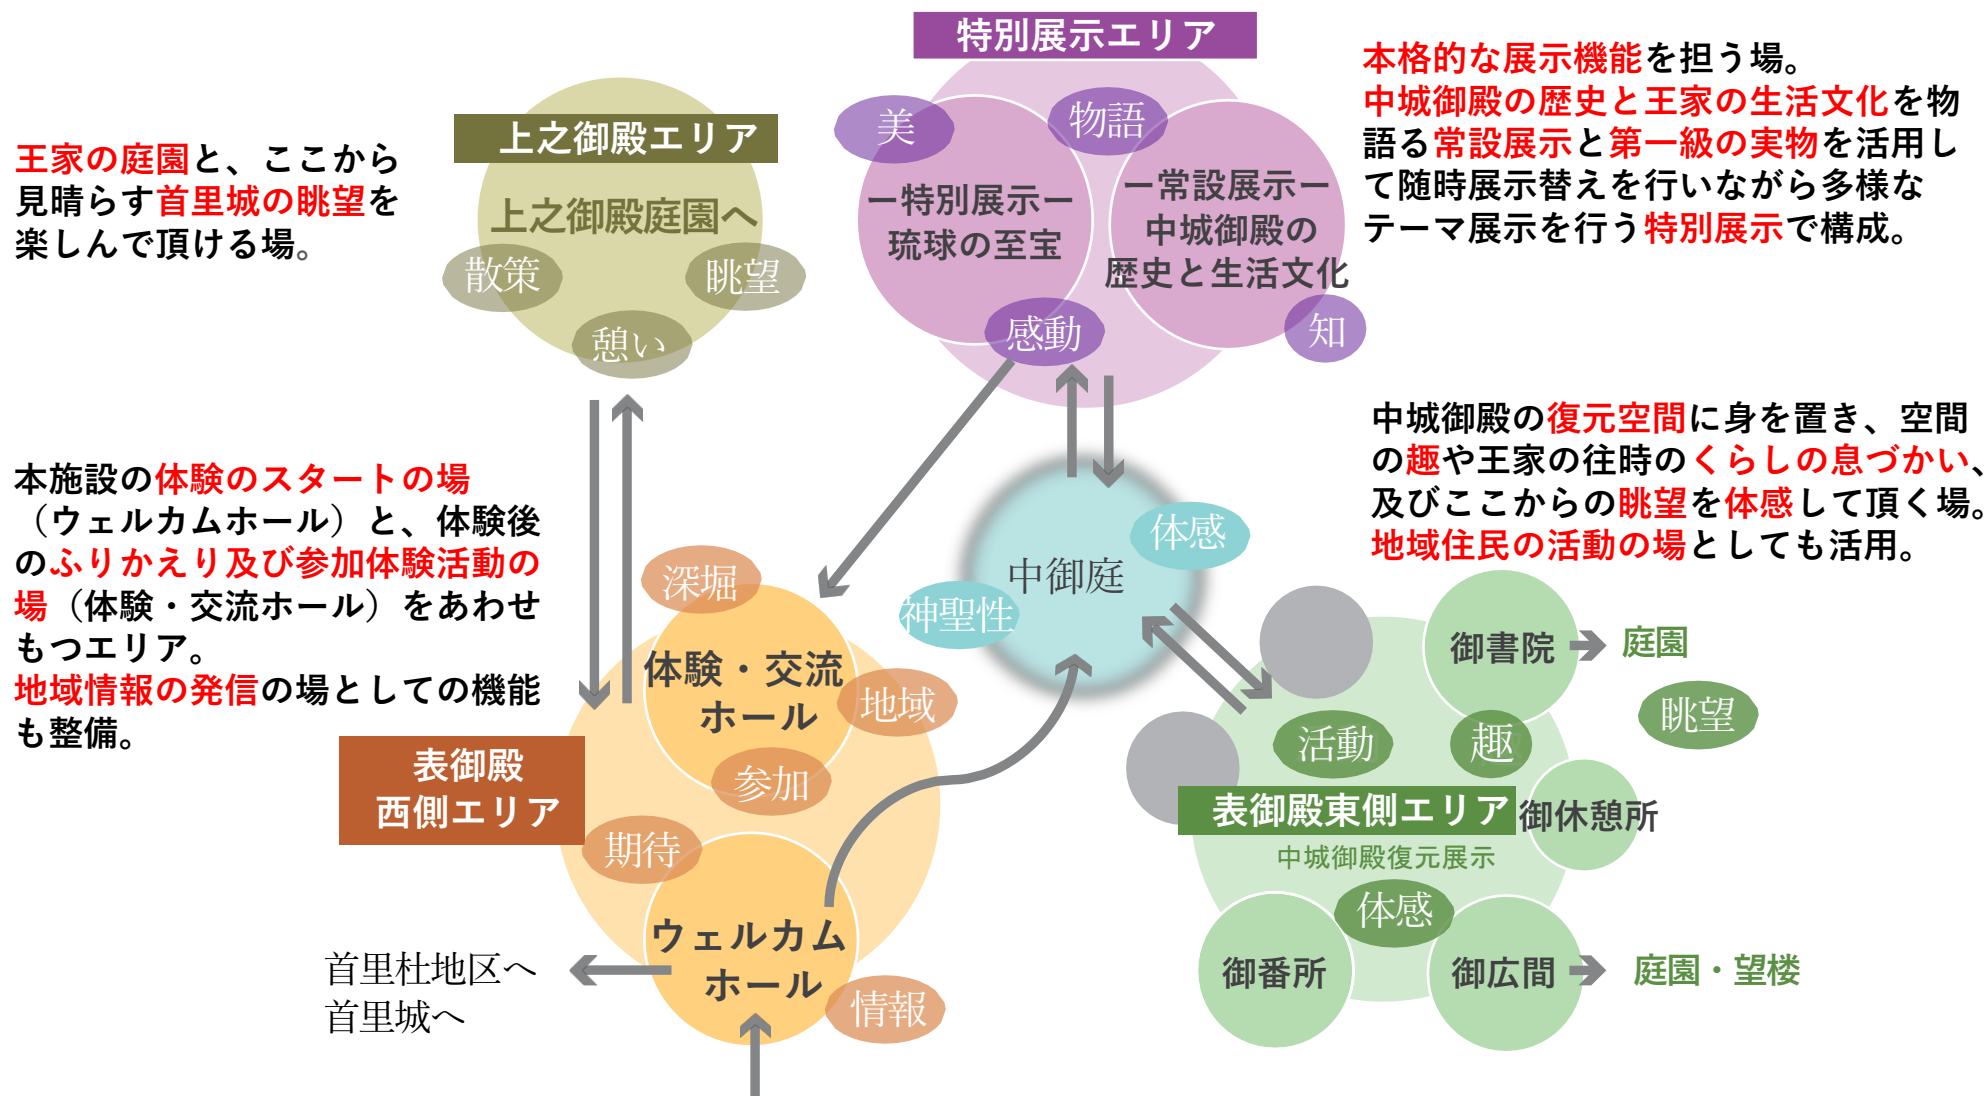 特別展示エリア
本格的な展示機能を担う場。
中城御殿の歴史と王家の生活文化を物
語る常設展示と第一級の実物を活用し
て随時展示替えを行いながら多様な
テーマ展示を行う特別展示で構成。
美
物語
ー特別展示ー
琉球の至宝
ー常設展示ー
中城御殿の
歴史と生活文化
感動
知
上之御殿エリア
上之御殿庭園へ
散策
眺望
憩い
王家の庭園と、ここから
見晴らす首里城の眺望を
楽しんで頂ける場。
本施設の体験のスタートの場
（ウェルカムホール）と、体験後
のふりかえり及び参加体験活動の
場（体験・交流ホール）をあわせ
もつエリア。
地域情報の発信の場としての機能
も整備。
中城御殿の復元空間に身を置き、空間
の趣や王家の往時のくらしの息づかい、
及びここからの眺望を体感して頂く場。
地域住民の活動の場としても活用。
体感
中御庭
神聖性
深堀
体験・交流
ホール
地域
参加
表御殿
西側エリア
期待
ウェルカム
ホール
情報
首里杜地区へ
首里城へ
御書院
庭園
眺望
活動
趣
表御殿東側エリア
御休憩所
中城御殿復元展示
体感
御番所
御広間
庭園・望楼